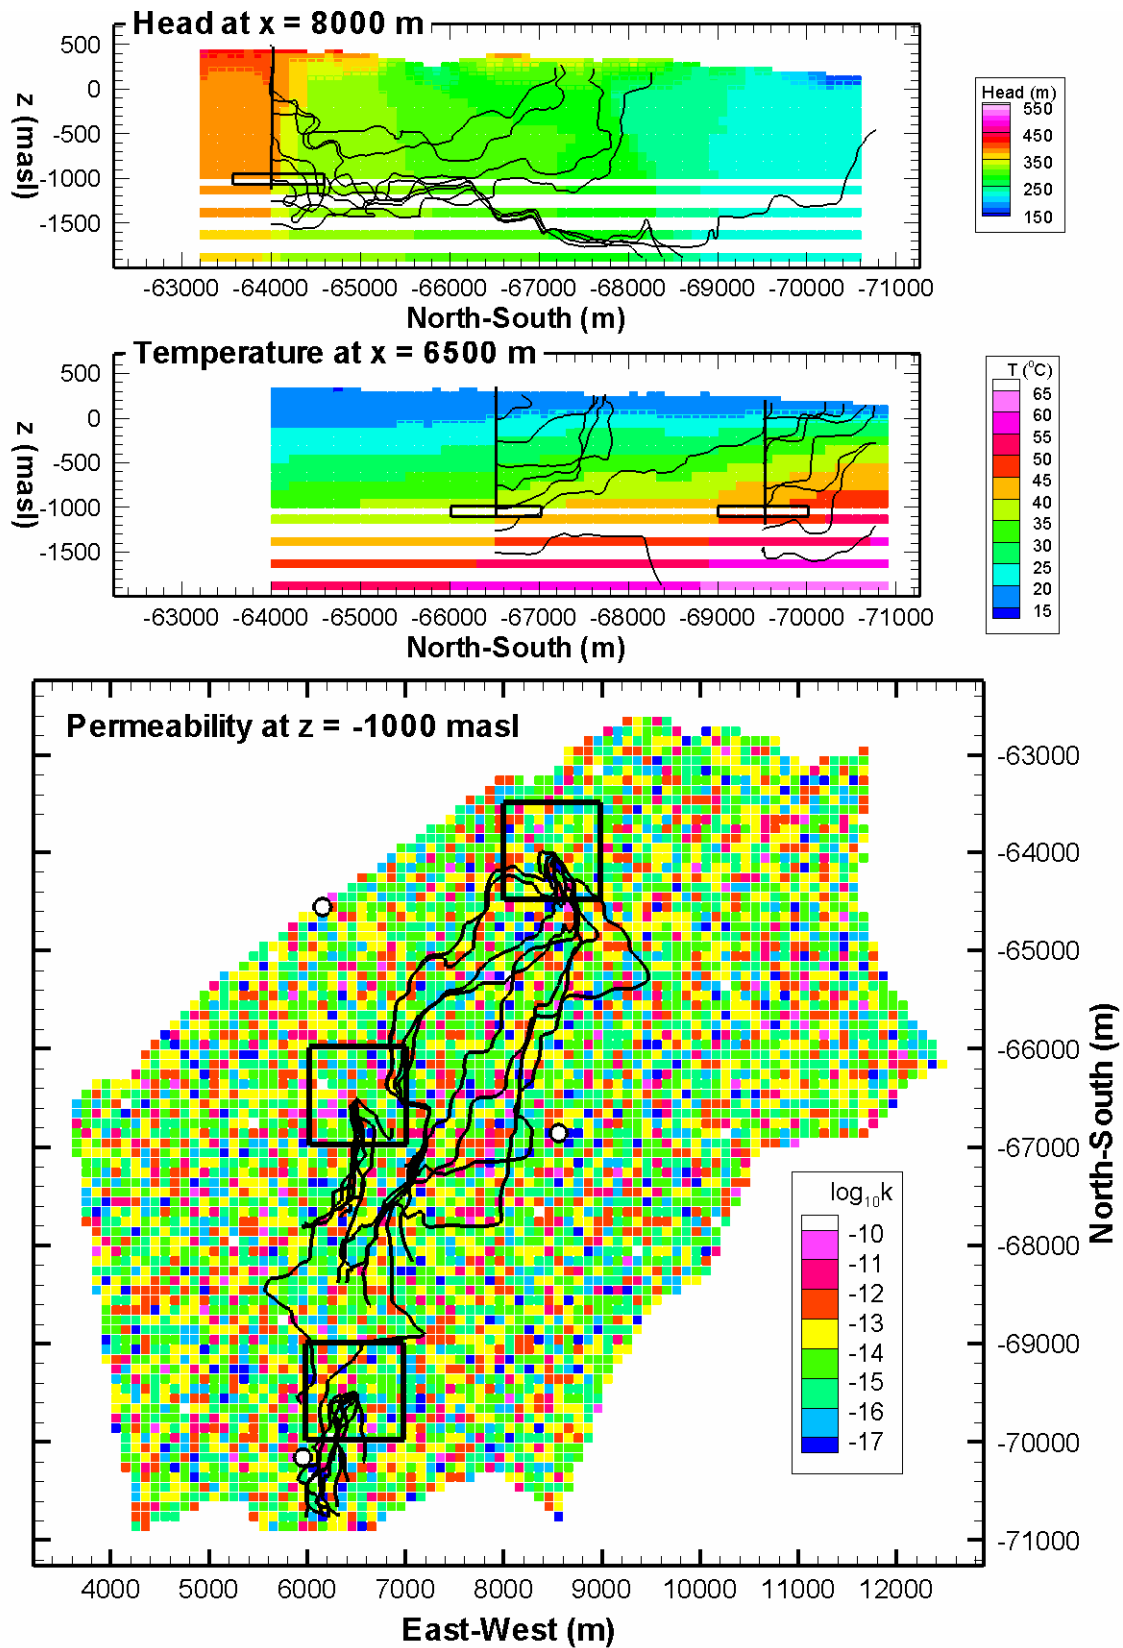 Head at x = 8000 m
500
0
-500
-1000
-1500
z (masl)
-63000 -64000 -65000 -66000 -67000 -68000 -69000 -70000 -71000
North-South (m)
Head (m)
550
450
350
250
150
Temperature at x = 6500 m
500
0
-500
-1000
-1500
z (masl)
-63000 -64000 -65000 -66000 -67000 -68000 -69000 -70000 -71000
North-South (m)
T (⁰C)
65
60
55
50
45
40
35
30
25
20
15
Permeability at z = -1000 masl
-63000
-64000
-65000
-66000
-67000
-68000
-69000
-70000
-71000
North-South (m)
log₁₀k
-10
-11
-12
-13
-14
-15
-16
-17
4000 5000 6000 7000 8000 9000 10000 11000 12000
East-West (m)